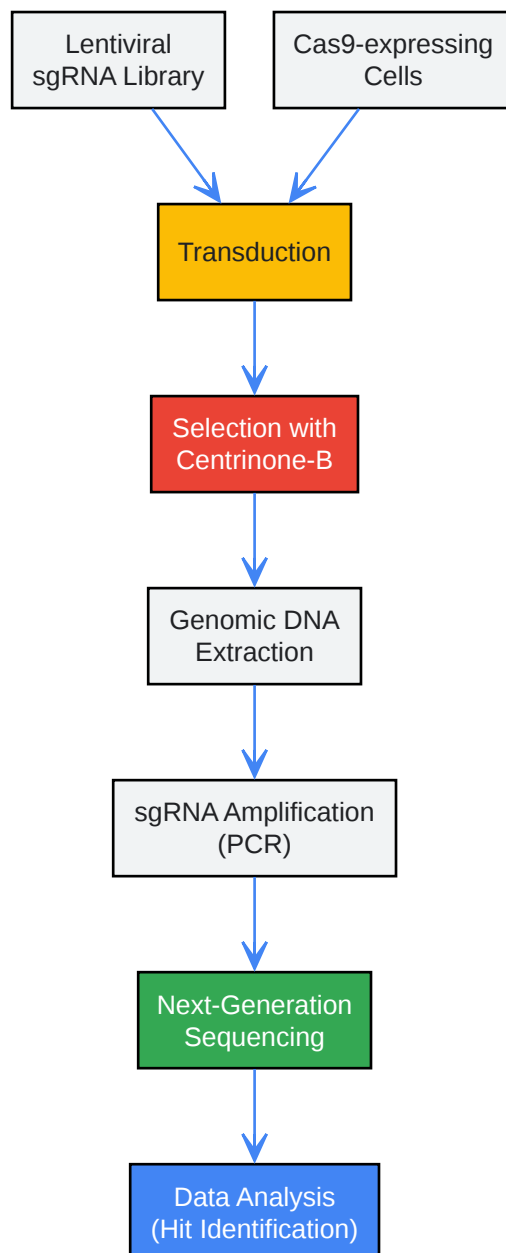 Lentiviral
sgRNA Library
Cas9-expressing
Cells
Transduction
Selection with
Centrinone-B
Genomic DNA
Extraction
sgRNA Amplification
(PCR)
Next-Generation
Sequencing
Data Analysis
(Hit Identification)